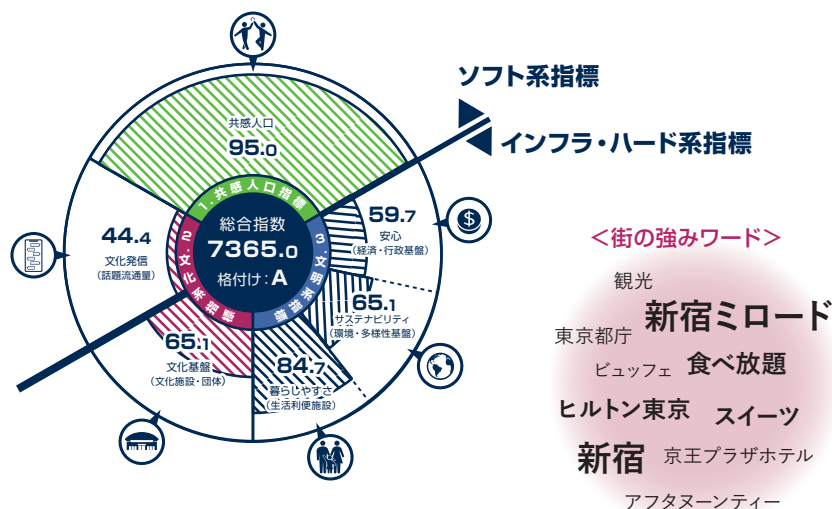 ソフト系指標
インフラ・ハード系指標
共感人口
95.0
1.共感人口指標
2.文化系指標
3.文明系指標
総合指数
7365.0
格付け：A
44.4
文化発信
（話題流通量）
59.7
安心
（経済・行政基盤）
65.1
サステナビリティ
（環境・多様性基盤）
65.1
文化基盤
（文化施設・団体）
84.7
暮らしやすさ
（生活利便施設）
＜街の強みワード＞
観光
新宿ミロード
東京都庁
ビュッフェ 食べ放題
ヒルトン東京 スイーツ
新宿 京王プラザホテル
アフタヌーンティー